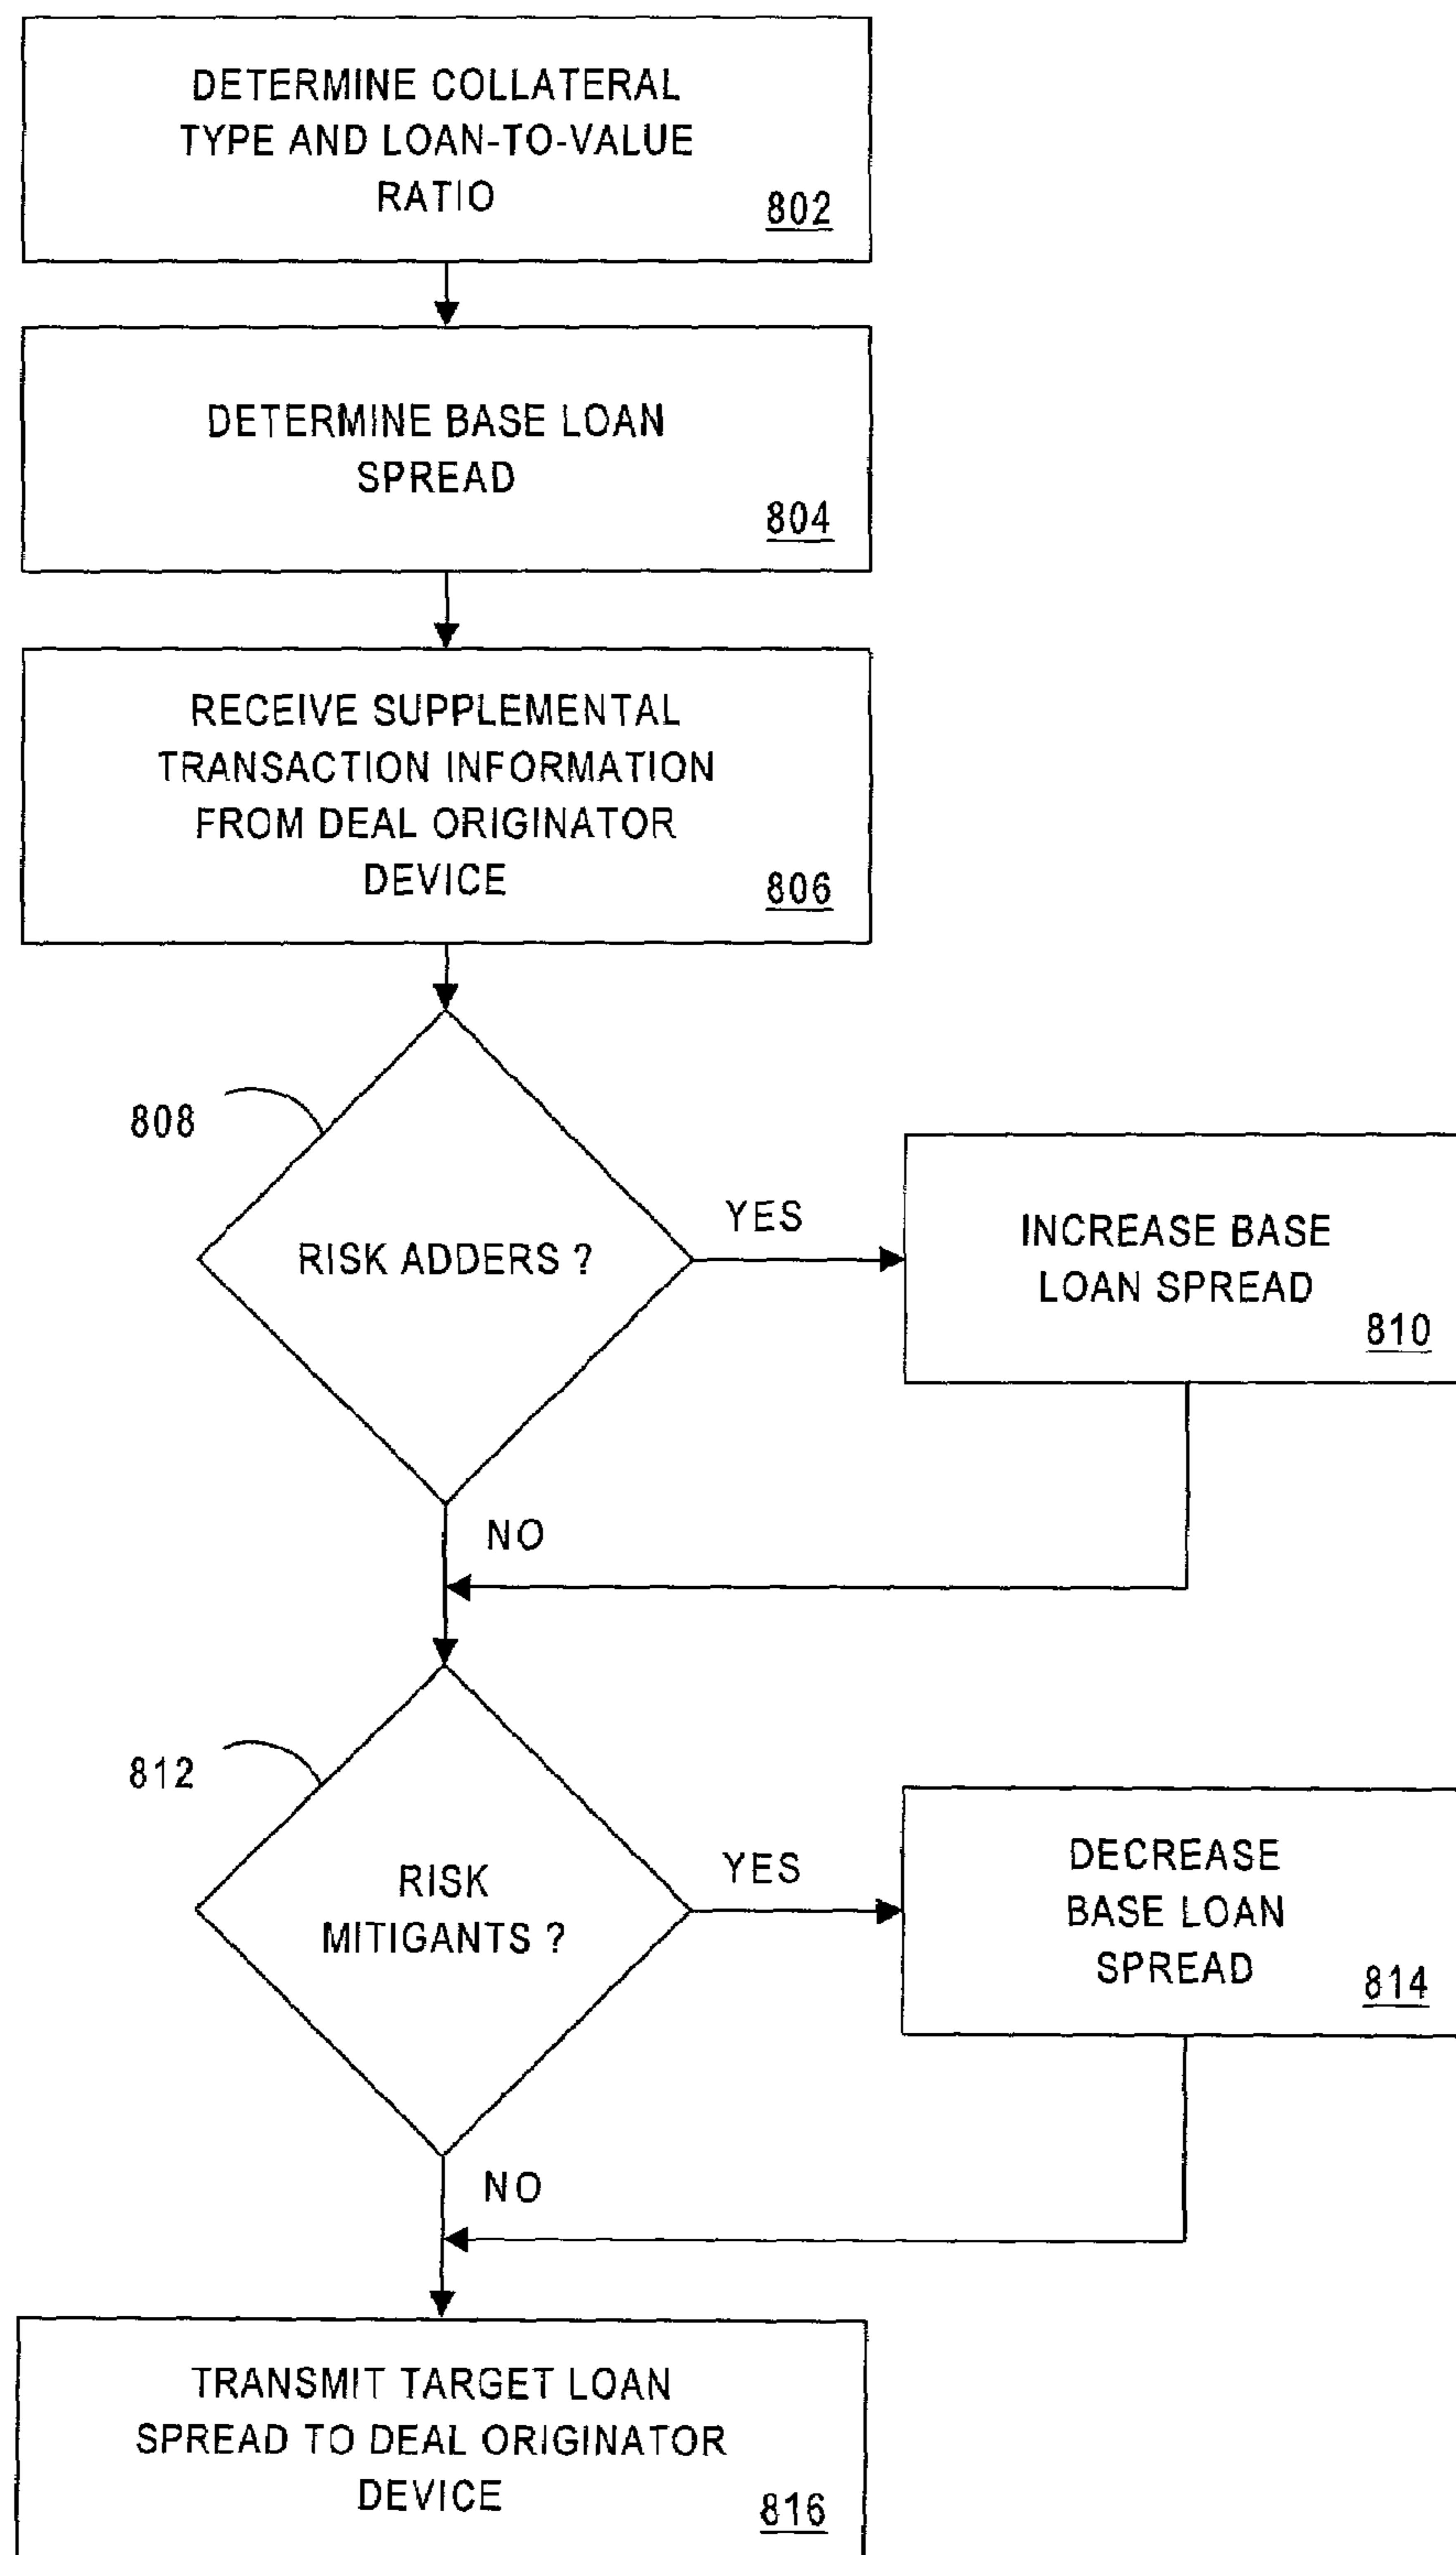 DETERMINE COLLATERAL
TYPE AND LOAN-TO-VALUE
RATIO
802
DETERMINE BASE LOAN
SPREAD
804
RECEIVE SUPPLEMENTAL
TRANSACTION INFORMATION
FROM DEAL ORIGINATOR
DEVICE
806
808
RISK ADDERS ?
YES
INCREASE BASE
LOAN SPREAD
810
NO
812
RISK
MITIGANTS ?
YES
DECREASE
BASE LOAN
SPREAD
814
NO
TRANSMIT TARGET LOAN
SPREAD TO DEAL ORIGINATOR
DEVICE
816